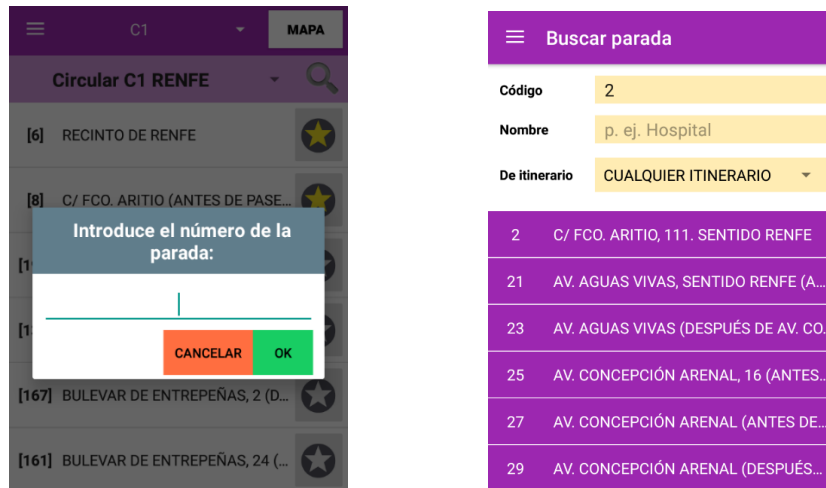 C1
MAPA
Circular C1 RENFE
[6] RECINTO DE RENFE
[8] C/ FCO. ARITIO (ANTES DE PASE...
Introduce el número de la
parada:
CANCELAR OK
[167] BULEVAR DE ENTREPEÑAS, 2 (D...
[161] BULEVAR DE ENTREPEÑAS, 24 (...
Buscar parada
Código 2
Nombre p. ej. Hospital
De itinerario CUALQUIER ITINERARIO
2 C/ FCO. ARITIO, 111. SENTIDO RENFE
21 AV. AGUAS VIVAS, SENTIDO RENFE (A...
23 AV. AGUAS VIVAS (DESPUÉS DE AV. CO...
25 AV. CONCEPCIÓN ARENAL, 16 (ANTES...
27 AV. CONCEPCIÓN ARENAL (ANTES DE...
29 AV. CONCEPCIÓN ARENAL (DESPUÉS...